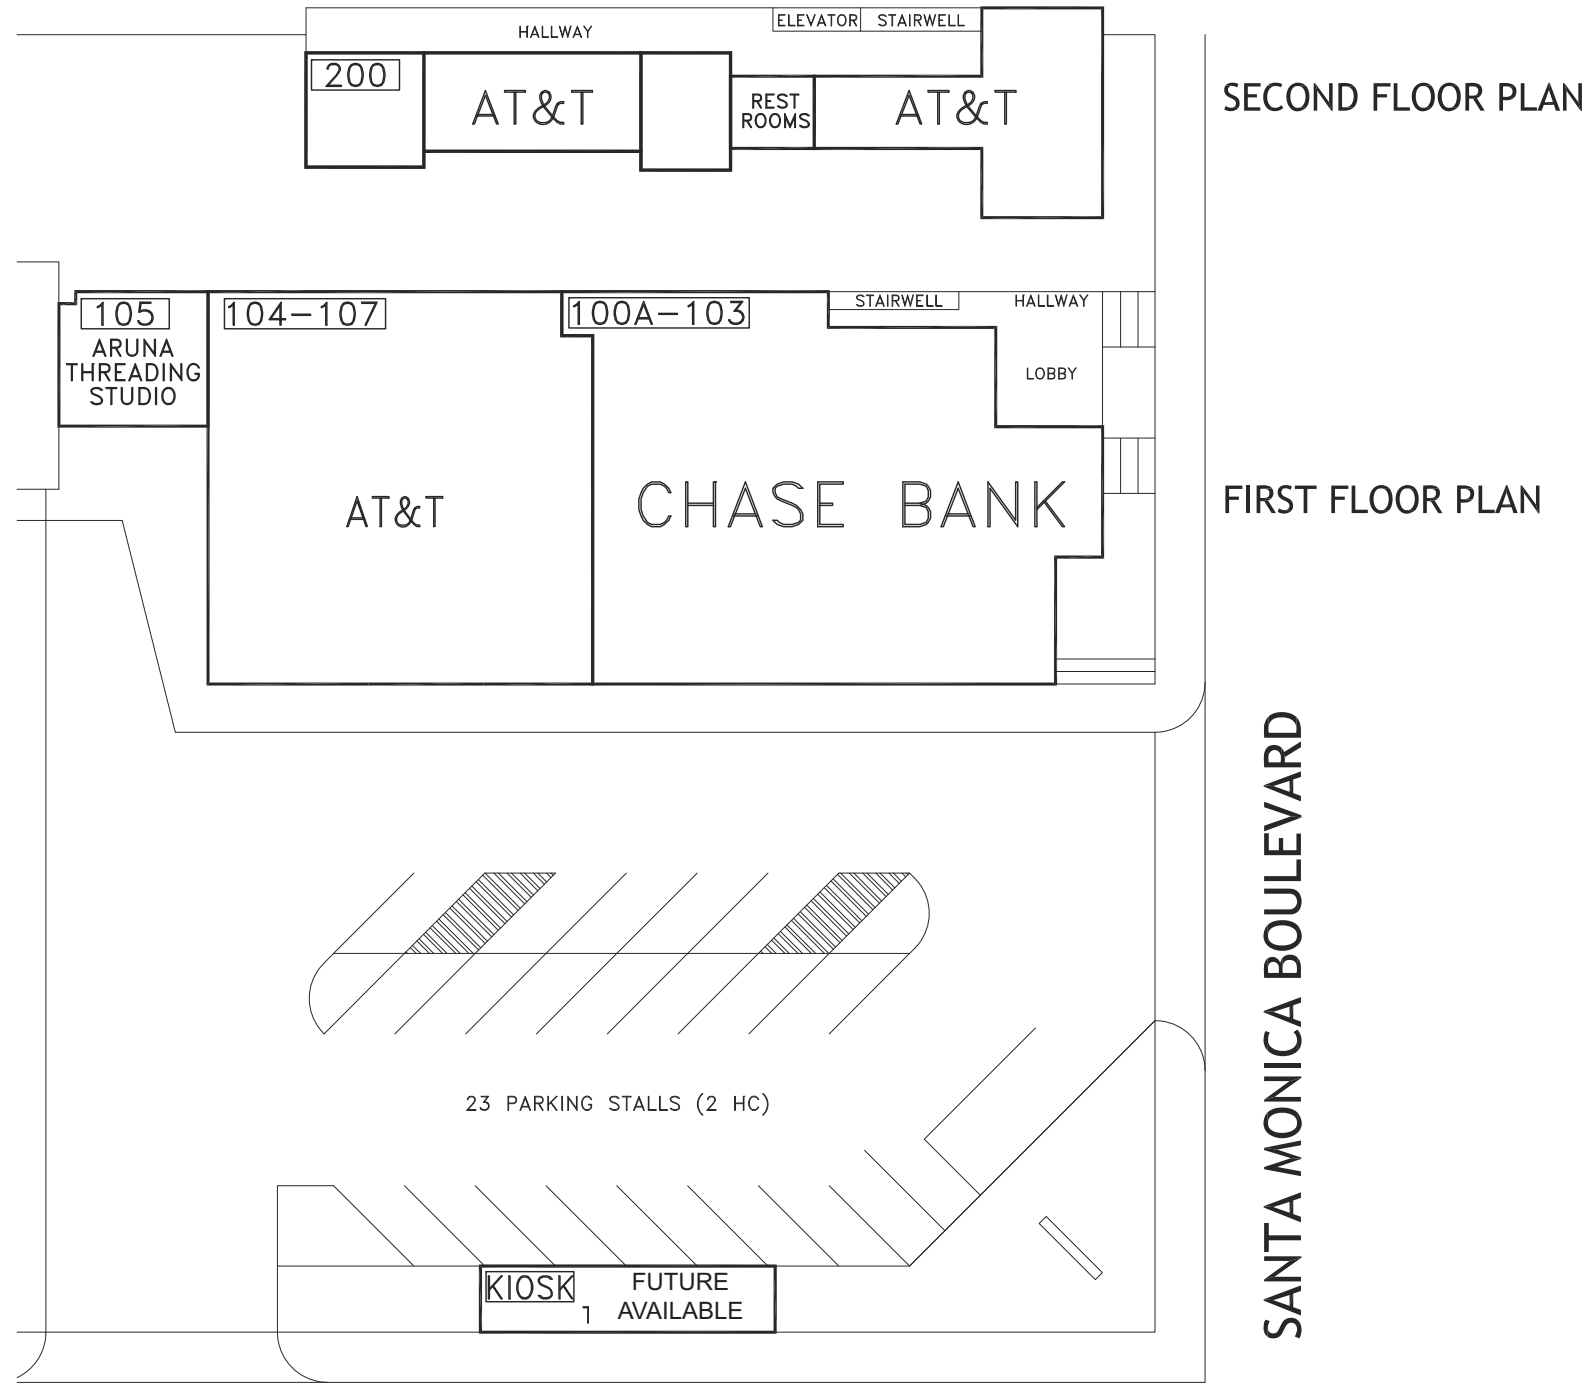 ELEVATOR STAIRWELL
HALLWAY
200
AT&T
REST
ROOMS
AT&T
SECOND FLOOR PLAN
105
ARUNA
THREADING
STUDIO
104-107
100A-103
STAIRWELL
HALLWAY
LOBBY
AT&T
CHASE BANK
FIRST FLOOR PLAN
SANTA MONICA BOULEVARD
23 PARKING STALLS (2 HC)
KIOSK
1
FUTURE
AVAILABLE